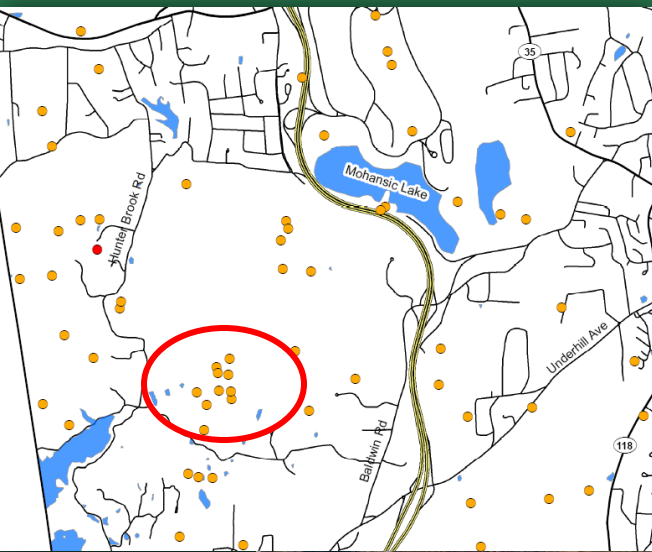 35
Mohansic Lake
Hunter Brook Rd
Underhill Ave
Baldwin Rd
118